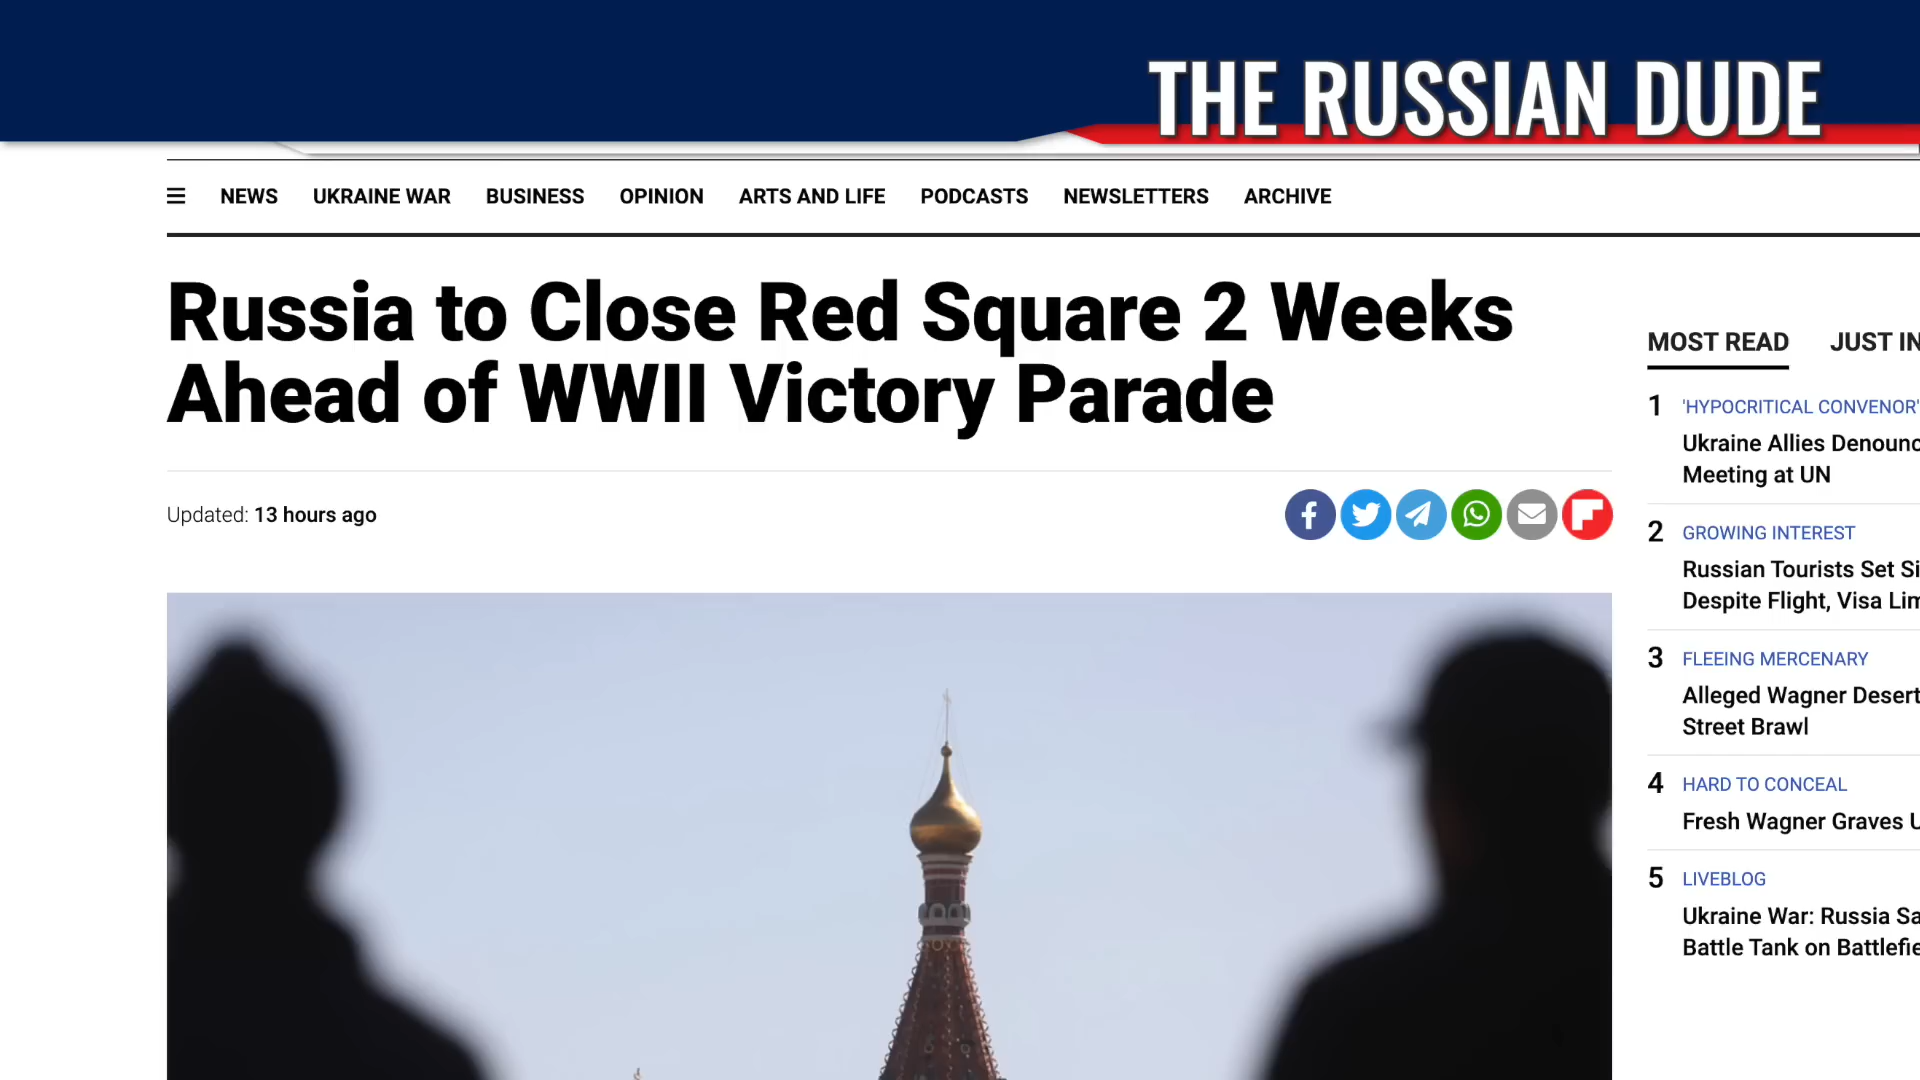 THE RUSSIAN DUDE
NEWS UKRAINE WAR BUSINESS OPINION ARTS AND LIFE PODCASTS NEWSLETTERS ARCHIVE
Russia to Close Red Square 2 Weeks
Ahead of WWII Victory Parade
Updated: 13 hours ago
MOST READ JUST IN
1 'HYPOCRITICAL CONVENOR'
Ukraine Allies Denounc
Meeting at UN
2 GROWING INTEREST
Russian Tourists Set Si
Despite Flight, Visa Lim
3 FLEEING MERCENARY
Alleged Wagner Desert
Street Brawl
4 HARD TO CONCEAL
Fresh Wagner Graves U
5 LIVEBLOG
Ukraine War: Russia Sa
Battle Tank on Battlefie